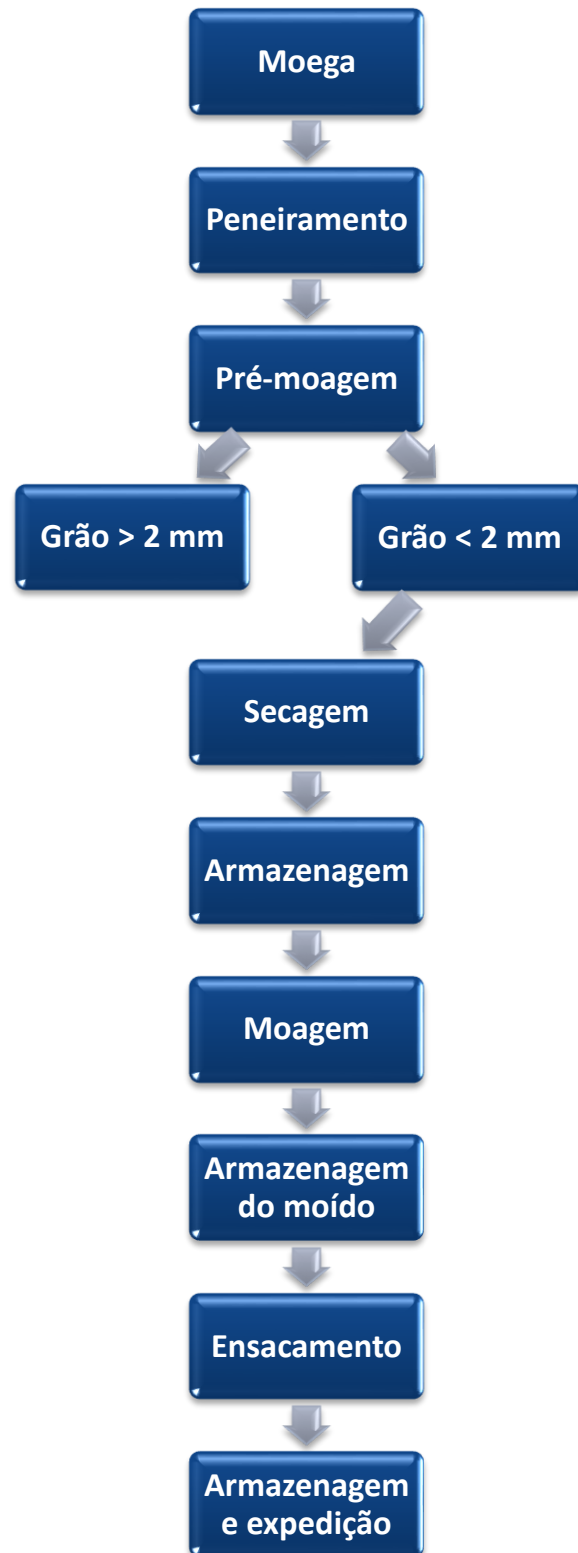 Moega
Peneiramento
Pré-moagem
Grão > 2 mm
Grão < 2 mm
Secagem
Armazenagem
Moagem
Armazenagem
do moído
Ensacamento
Armazenagem
e expedição